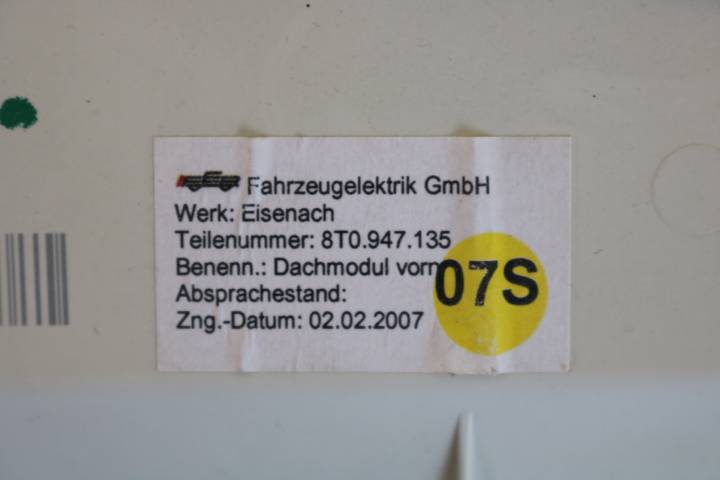 Fahrzeugelektrik GmbH
Werk: Eisenach
Teilenummer: 8T0.947.135
Benenn.: Dachmodul vorn
Absprachestand:
Zng.-Datum: 02.02.2007
07S